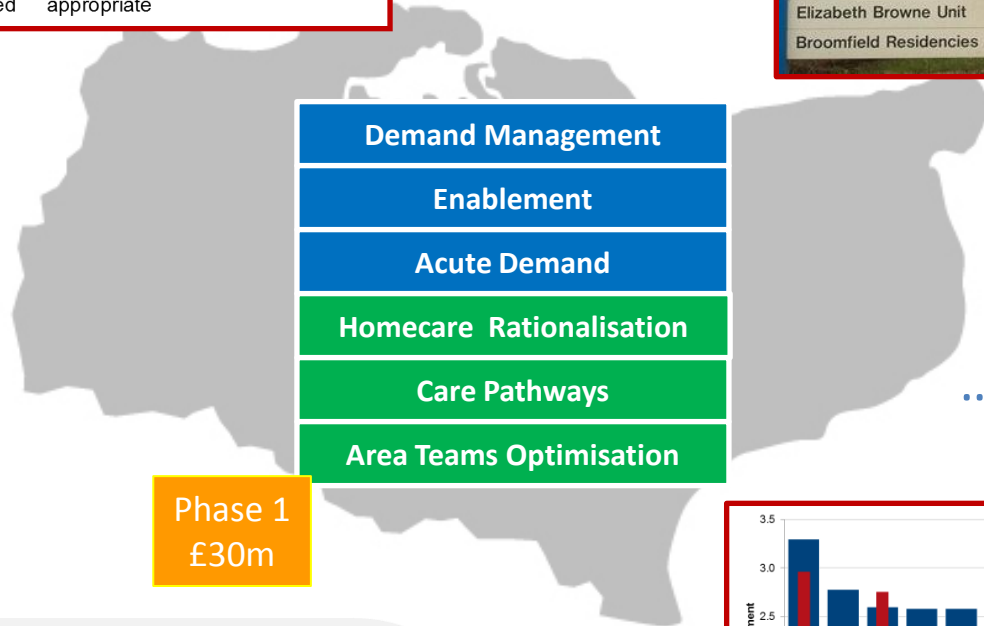 ed appropriate
Elizabeth Browne Unit
Broomfield Residencies
Demand Management
Enablement
Acute Demand
Homecare Rationalisation
Care Pathways
Area Teams Optimisation
Phase 1
£30m
3.5
3.0
2.5
ment